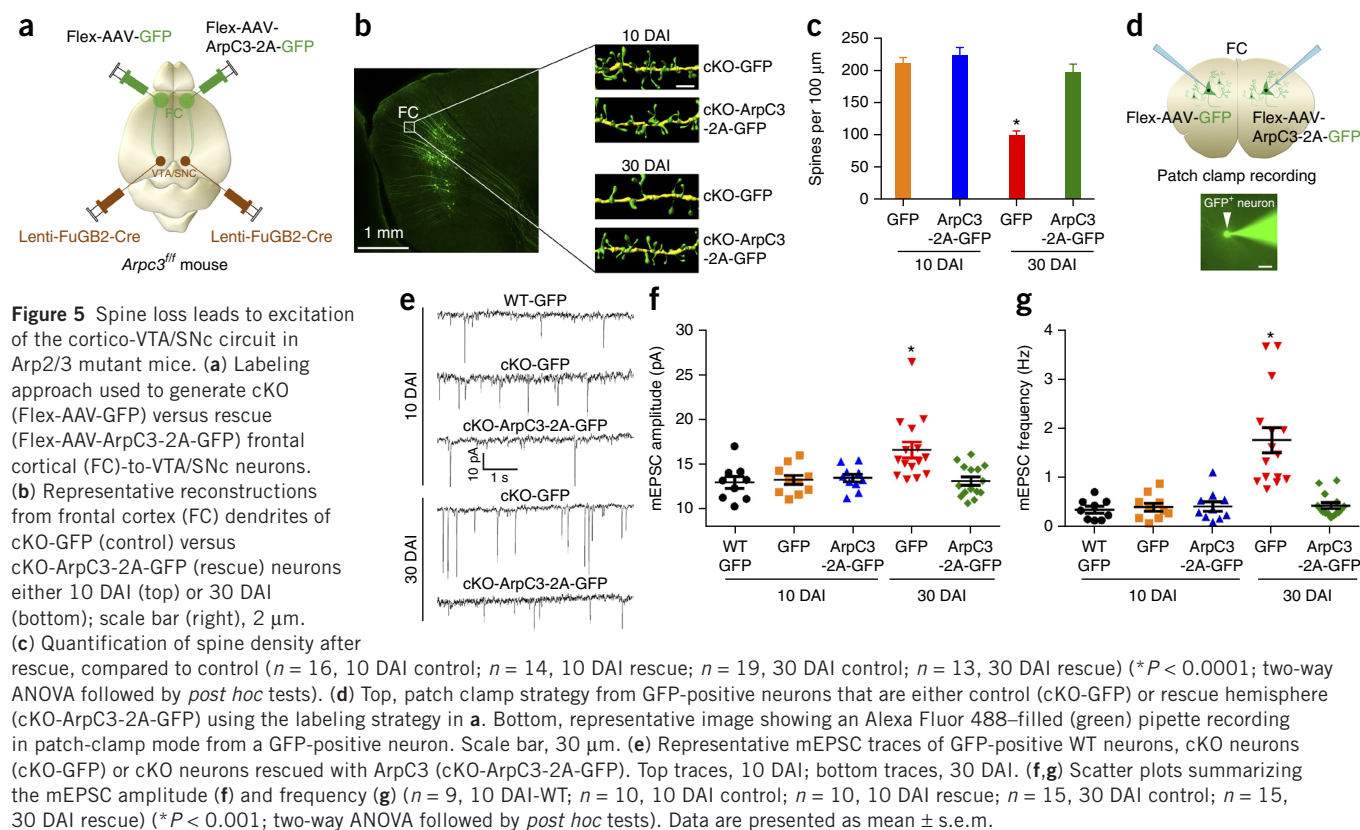 a
Flex-AAV-GFP
Flex-AAV-
ArpC3-2A-GFP
FC
VTA/SNC
Lenti-FuGB2-Cre
Lenti-FuGB2-Cre
Arpc3f/f mouse
b
FC
1 mm
10 DAI
cKO-GFP
cKO-ArpC3
-2A-GFP
30 DAI
cKO-GFP
cKO-ArpC3
-2A-GFP
c
Spines per 100 μm
250
200
150
100
50
0
*
GFP
ArpC3
-2A-GFP
GFP
ArpC3
-2A-GFP
10 DAI
30 DAI
d
FC
Flex-AAV-GFP
Flex-AAV-
ArpC3-2A-GFP
Patch clamp recording
GFP+ neuron
Figure 5 Spine loss leads to excitation
of the cortico-VTA/SNc circuit in
Arp2/3 mutant mice. (a) Labeling
approach used to generate cKO
(Flex-AAV-GFP) versus rescue
(Flex-AAV-ArpC3-2A-GFP) frontal
cortical (FC)-to-VTA/SNc neurons.
(b) Representative reconstructions
from frontal cortex (FC) dendrites of
cKO-GFP (control) versus
cKO-ArpC3-2A-GFP (rescue) neurons
either 10 DAI (top) or 30 DAI
(bottom); scale bar (right), 2 μm.
(c) Quantification of spine density after
e
WT-GFP
10 DAI
cKO-GFP
cKO-ArpC3-2A-GFP
10 pA
1 s
30 DAI
cKO-GFP
cKO-ArpC3-2A-GFP
f
mEPSC amplitude (pA)
30
25
20
15
10
*
WT
GFP
GFP
ArpC3
-2A-GFP
GFP
ArpC3
-2A-GFP
10 DAI
30 DAI
g
mEPSC frequency (Hz)
4
3
2
1
0
*
WT
GFP
GFP
ArpC3
-2A-GFP
GFP
ArpC3
-2A-GFP
10 DAI
30 DAI
rescue, compared to control (n = 16, 10 DAI control; n = 14, 10 DAI rescue; n = 19, 30 DAI control; n = 13, 30 DAI rescue) (*P < 0.0001; two-way
ANOVA followed by post hoc tests). (d) Top, patch clamp strategy from GFP-positive neurons that are either control (cKO-GFP) or rescue hemisphere
(cKO-ArpC3-2A-GFP) using the labeling strategy in a. Bottom, representative image showing an Alexa Fluor 488–filled (green) pipette recording
in patch-clamp mode from a GFP-positive neuron. Scale bar, 30 μm. (e) Representative mEPSC traces of GFP-positive WT neurons, cKO neurons
(cKO-GFP) or cKO neurons rescued with ArpC3 (cKO-ArpC3-2A-GFP). Top traces, 10 DAI; bottom traces, 30 DAI. (f,g) Scatter plots summarizing
the mEPSC amplitude (f) and frequency (g) (n = 9, 10 DAI-WT; n = 10, 10 DAI control; n = 10, 10 DAI rescue; n = 15, 30 DAI control; n = 15,
30 DAI rescue) (*P < 0.001; two-way ANOVA followed by post hoc tests). Data are presented as mean ± s.e.m.